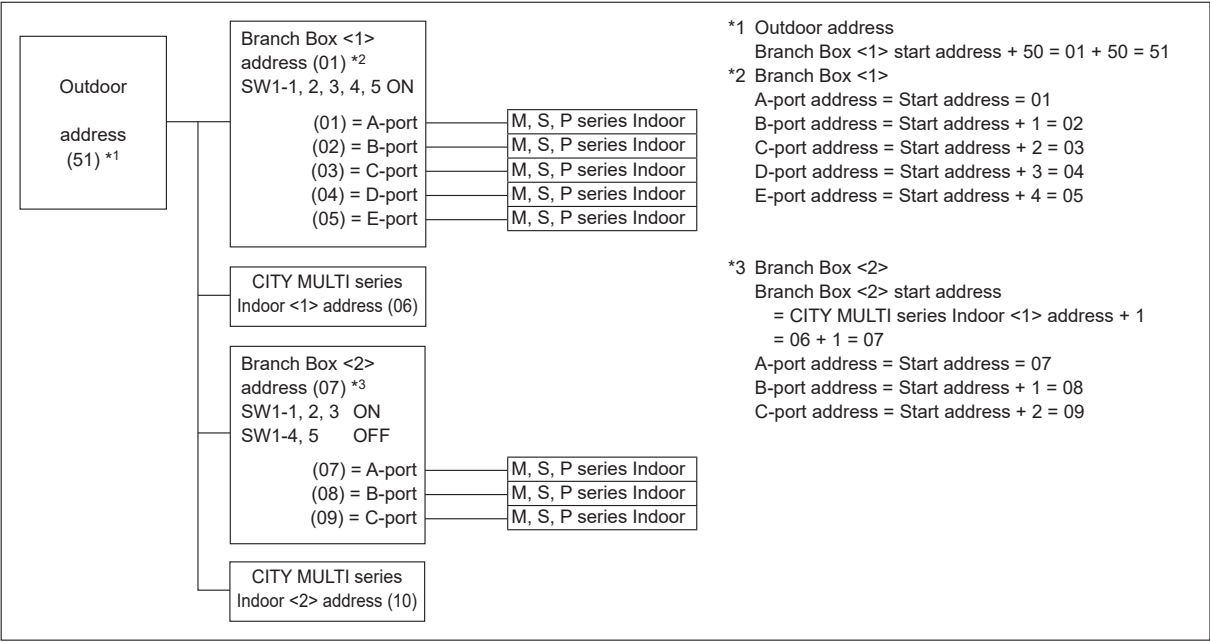 Outdoor
address
(51) *1
Branch Box <1>
address (01) *2
SW1-1, 2, 3, 4, 5 ON
(01) = A-port
M, S, P series Indoor
(02) = B-port
M, S, P series Indoor
(03) = C-port
M, S, P series Indoor
(04) = D-port
M, S, P series Indoor
(05) = E-port
M, S, P series Indoor
CITY MULTI series
Indoor <1> address (06)
Branch Box <2>
address (07) *3
SW1-1, 2, 3 ON
SW1-4, 5 OFF
(07) = A-port
M, S, P series Indoor
(08) = B-port
M, S, P series Indoor
(09) = C-port
M, S, P series Indoor
CITY MULTI series
Indoor <2> address (10)
*1 Outdoor address
Branch Box <1> start address + 50 = 01 + 50 = 51
*2 Branch Box <1>
A-port address = Start address = 01
B-port address = Start address + 1 = 02
C-port address = Start address + 2 = 03
D-port address = Start address + 3 = 04
E-port address = Start address + 4 = 05
*3 Branch Box <2>
Branch Box <2> start address
= CITY MULTI series Indoor <1> address + 1
= 06 + 1 = 07
A-port address = Start address = 07
B-port address = Start address + 1 = 08
C-port address = Start address + 2 = 09